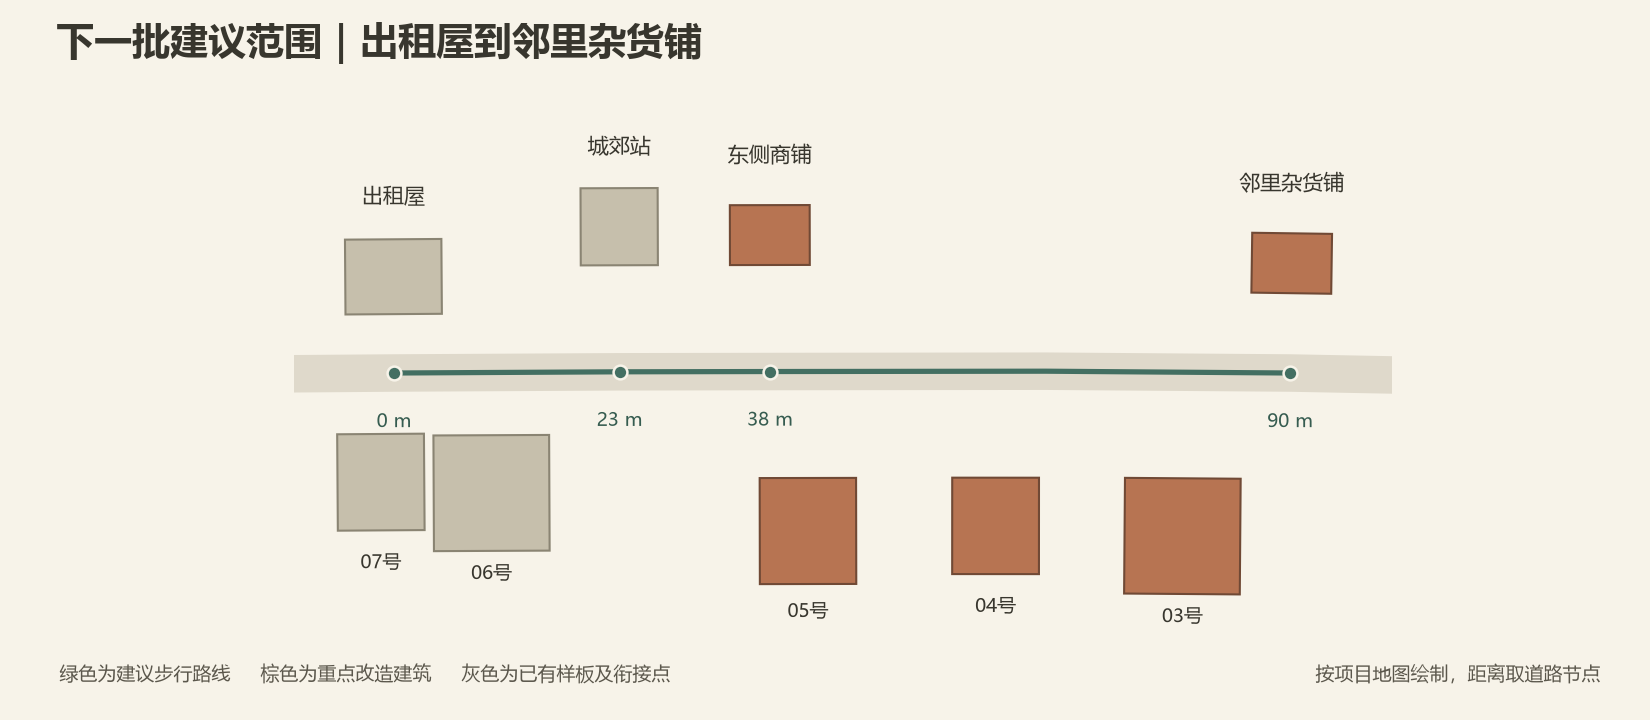 下一批建议范围｜出租屋到邻里杂货铺
城郊站
东侧商铺
邻里杂货铺
出租屋
0 m
23 m
38 m
90 m
07号
06号
05号
04号
03号
绿色为建议步行路线
棕色为重点改造建筑
灰色为已有样板及衔接点
按项目地图绘制，距离取道路节点